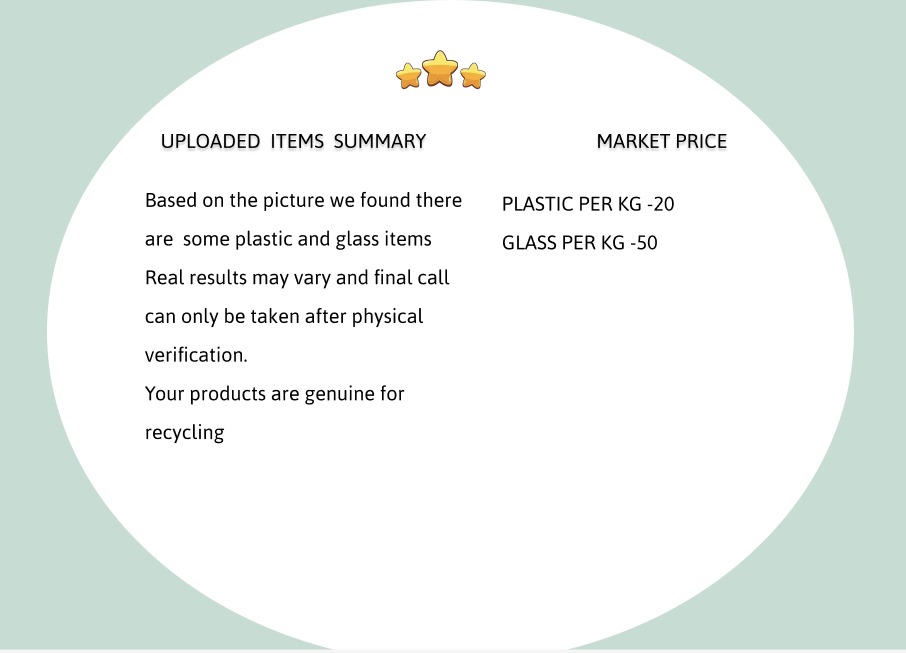 UPLOADED ITEMS SUMMARY
Based on the picture we found there
are some plastic and glass items
Real results may vary and final call
can only be taken after physical
verification.
Your products are genuine for
recycling
MARKET PRICE
PLASTIC PER KG -20
GLASS PER KG -50